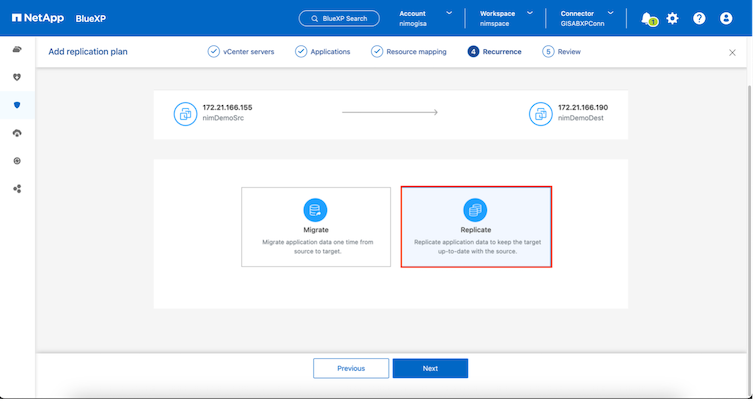 NetApp BlueXP
BlueXP Search
Account
nimogisa
Workspace
nimspace
Connector
GISABXPConn
1
Add replication plan
vCenter servers
Applications
Resource mapping
4 Recurrence
5 Review
172.21.166.155
nimDemoSrc
172.21.166.190
nimDemoDest
Migrate
Migrate application data one time from
source to target.
Replicate
Replicate application data to keep the target
up-to-date with the source.
Previous
Next